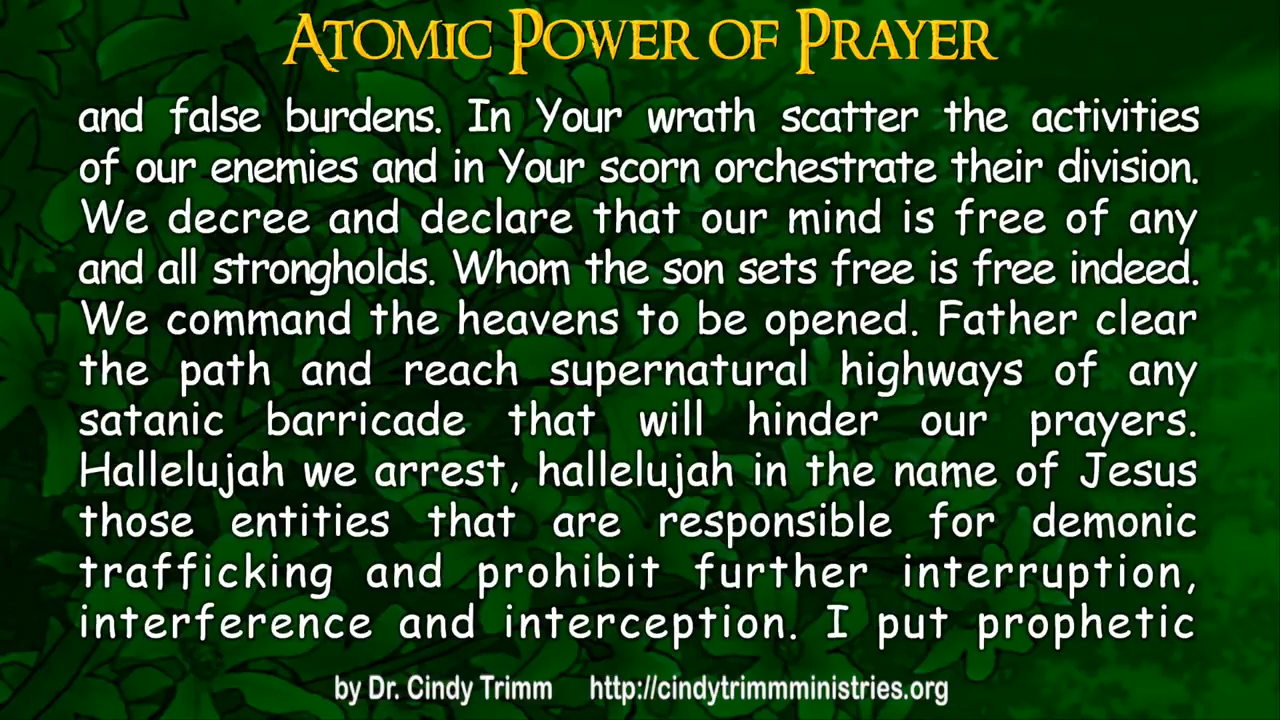 ATOMIC POWER OF PRAYER
and false burdens. In Your wrath scatter the activities
of our enemies and in Your scorn orchestrate their division.
We decree and declare that our mind is free of any
and all strongholds. Whom the son sets free is free indeed.
We command the heavens to be opened. Father clear
the path and reach supernatural highways of any
satanic barricade that will hinder our prayers.
Hallelujah we arrest, hallelujah in the name of Jesus
those entities that are responsible for demonic
trafficking and prohibit further interruption,
interference and interception. I put prophetic
by Dr. Cindy Trimm http://cindytrimmministries.org